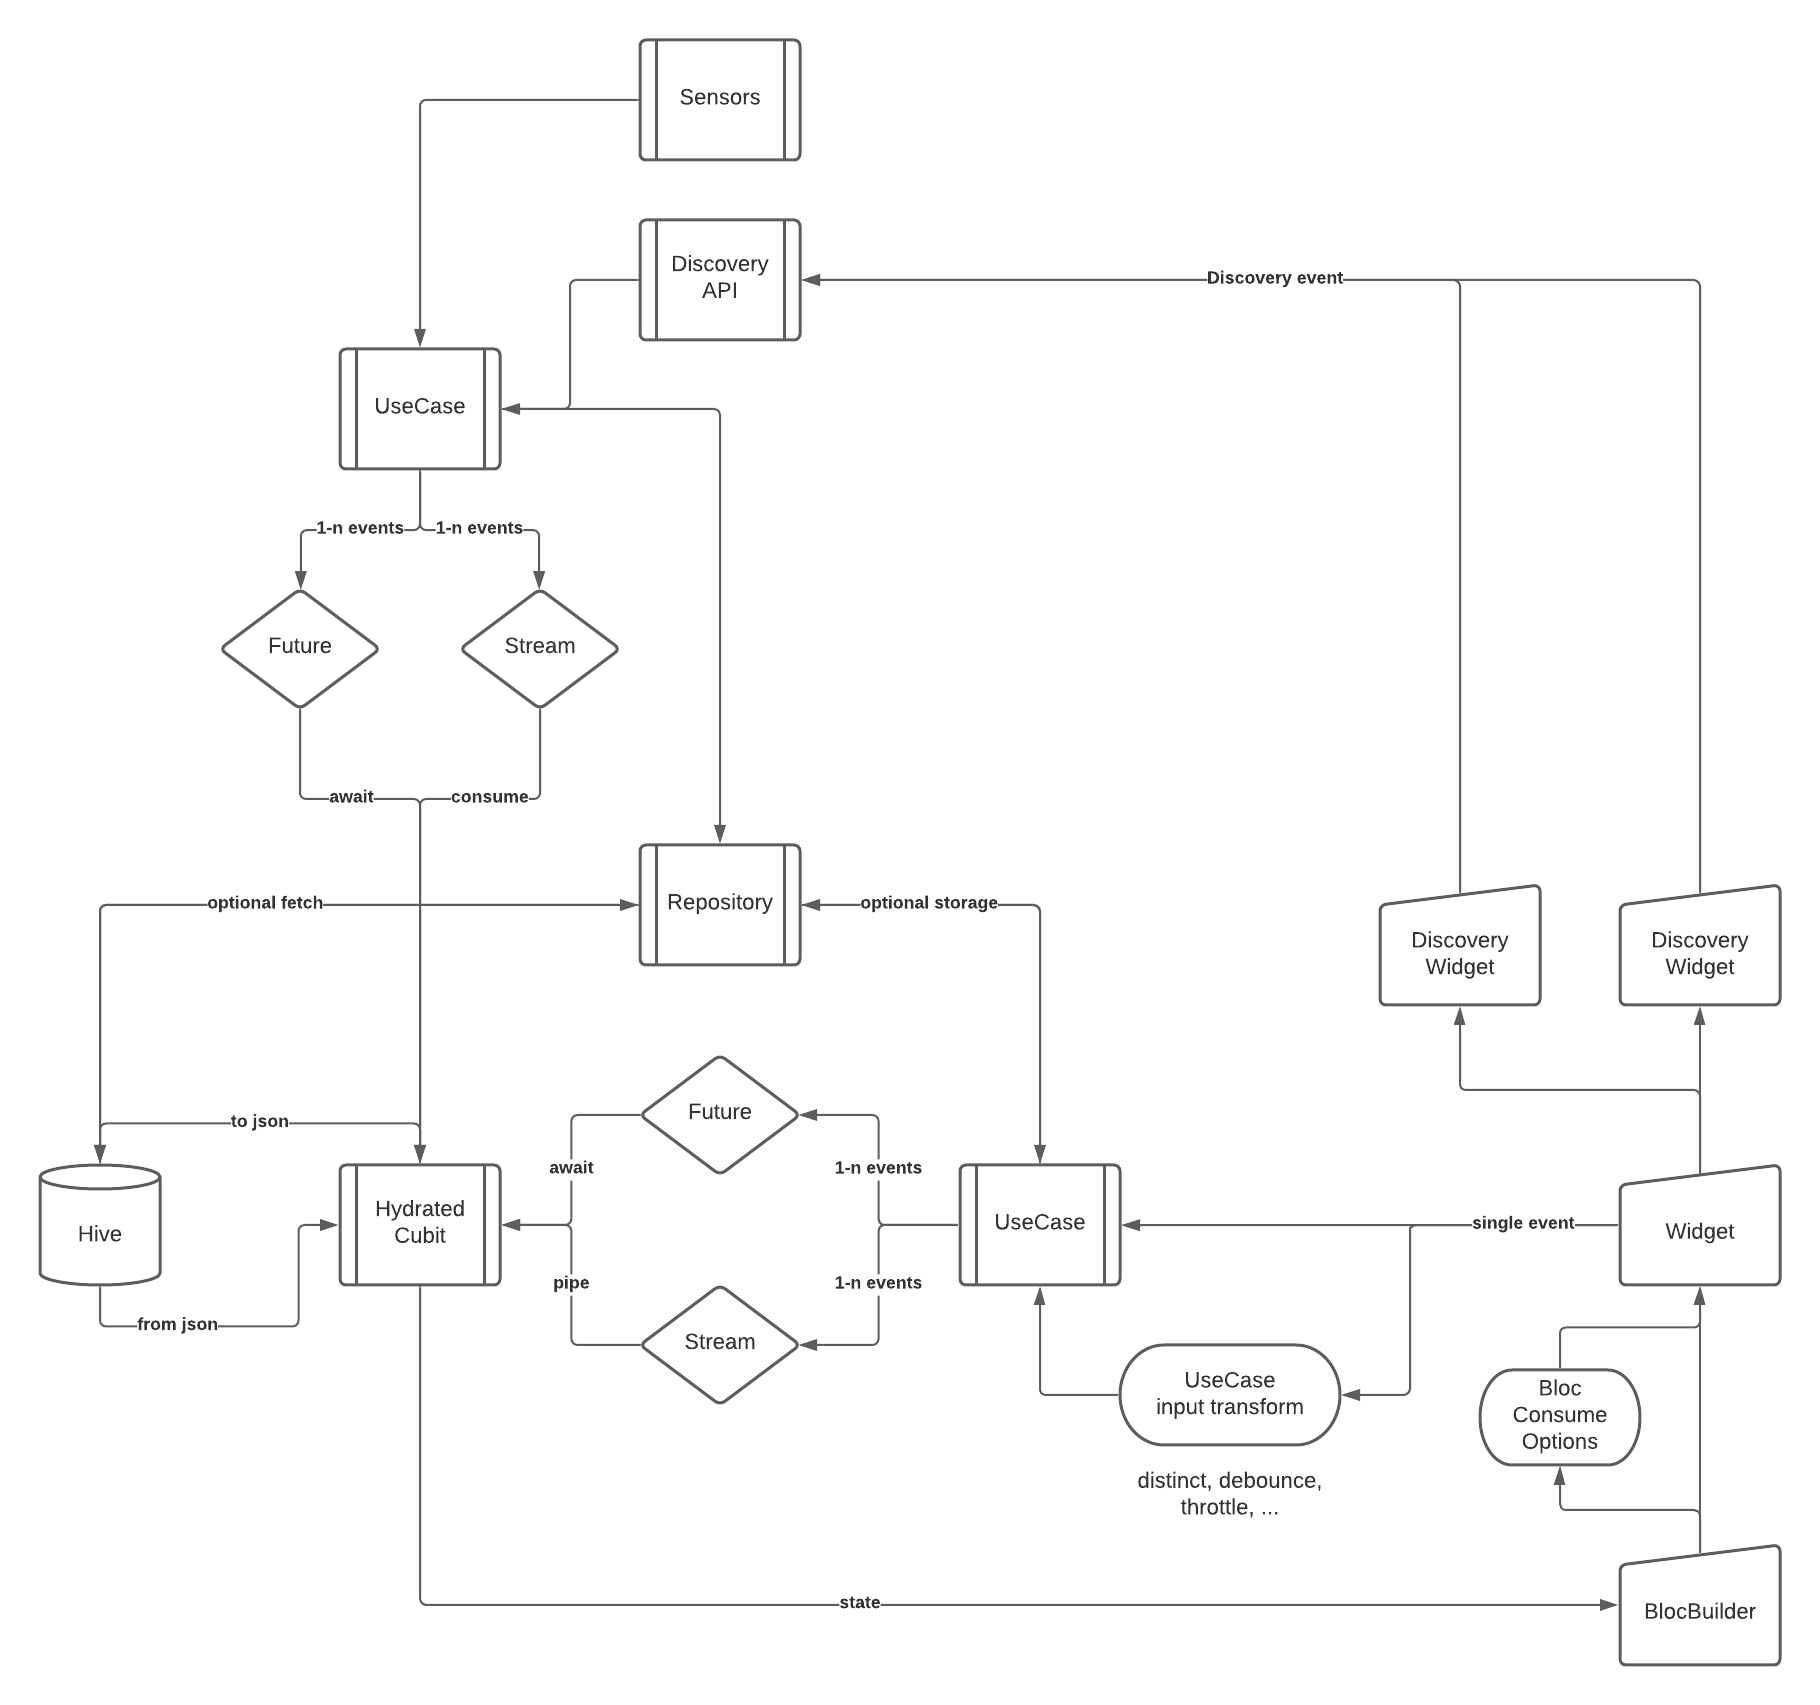 Sensors
Discovery
API
Discovery event
UseCase
1-n events
1-n events
Future
Stream
await
consume
optional fetch
Repository
optional storage
Discovery
Widget
Discovery
Widget
to json
Future
await
1-n events
Hive
Hydrated
Cubit
UseCase
single event
Widget
from json
pipe
1-n events
Stream
UseCase
input transform
Bloc
Consume
Options
distinct, debounce,
throttle, ...
state
BlocBuilder